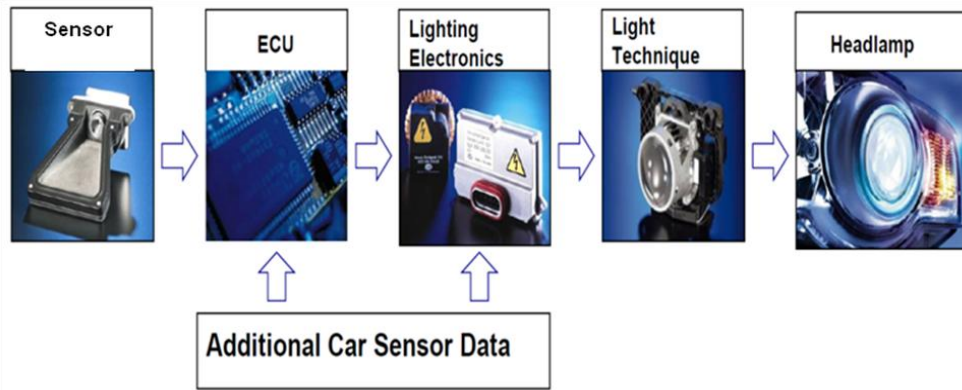 Sensor
ECU
Lighting
Electronics
Light
Technique
Headlamp
Additional Car Sensor Data